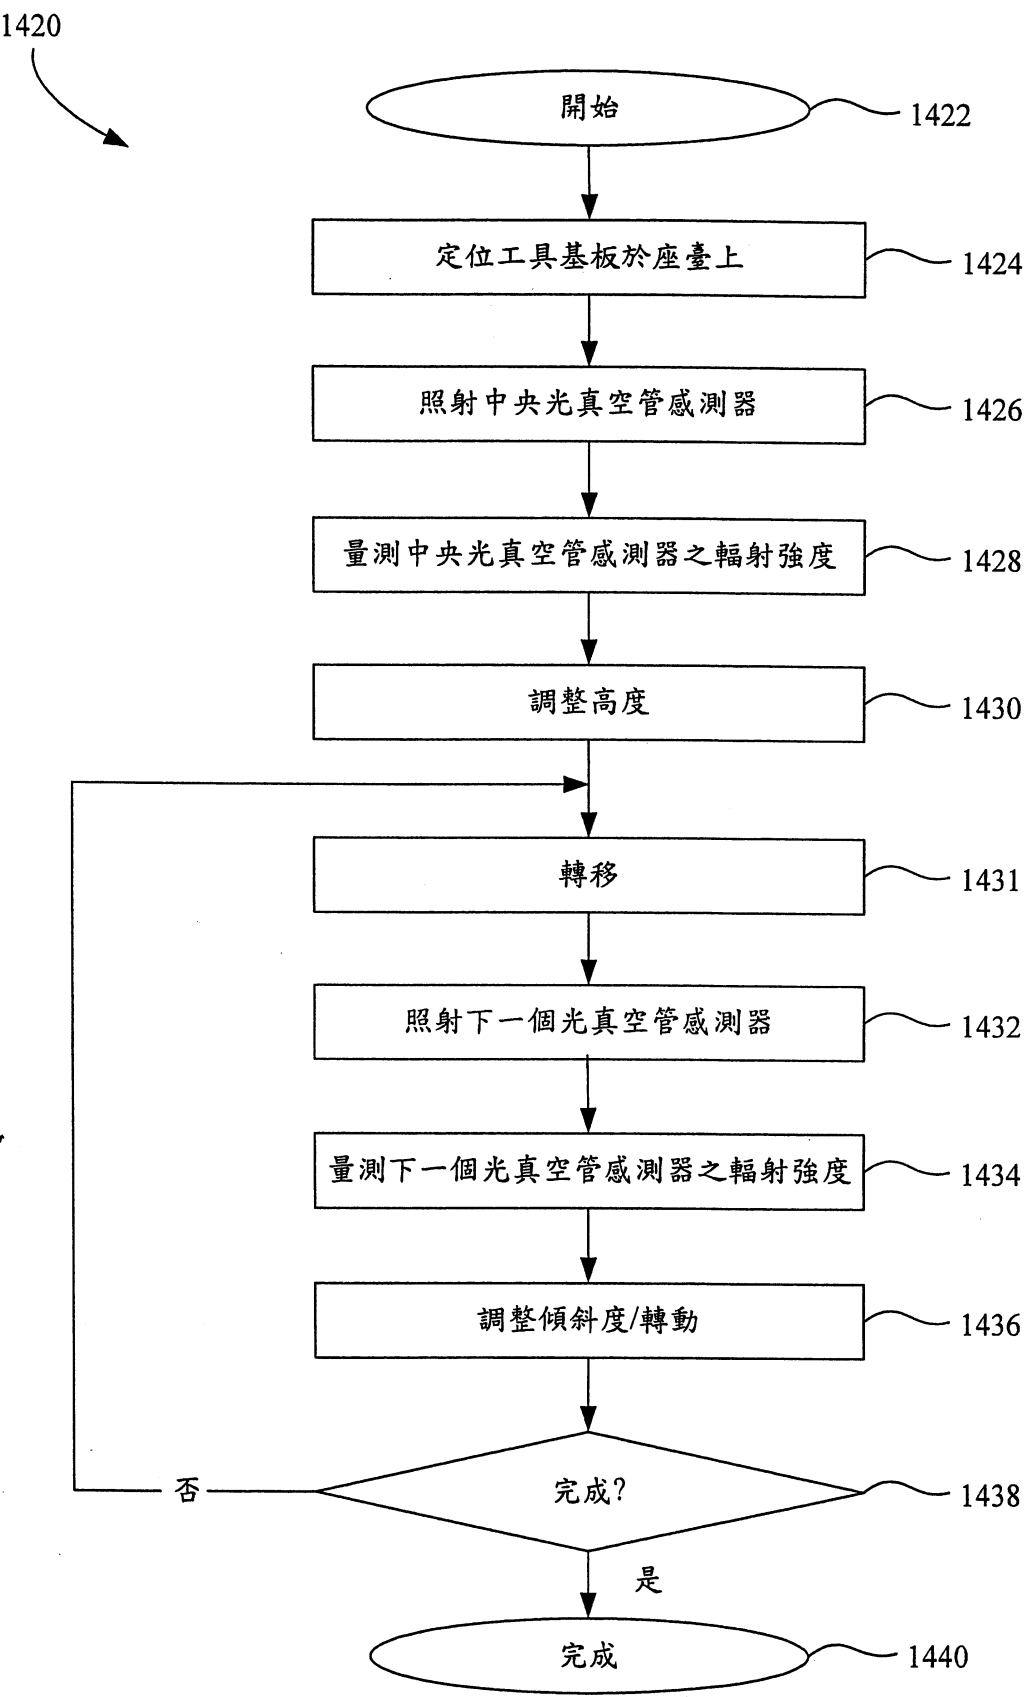 1420
開始
1422
定位工具基板於座臺上
1424
照射中央光真空管感測器
1426
量測中央光真空管感測器之輻射強度
1428
調整高度
1430
轉移
1431
照射下一個光真空管感測器
1432
量測下一個光真空管感測器之輻射強度
1434
調整傾斜度/轉動
1436
完成?
1438
否
是
完成
1440